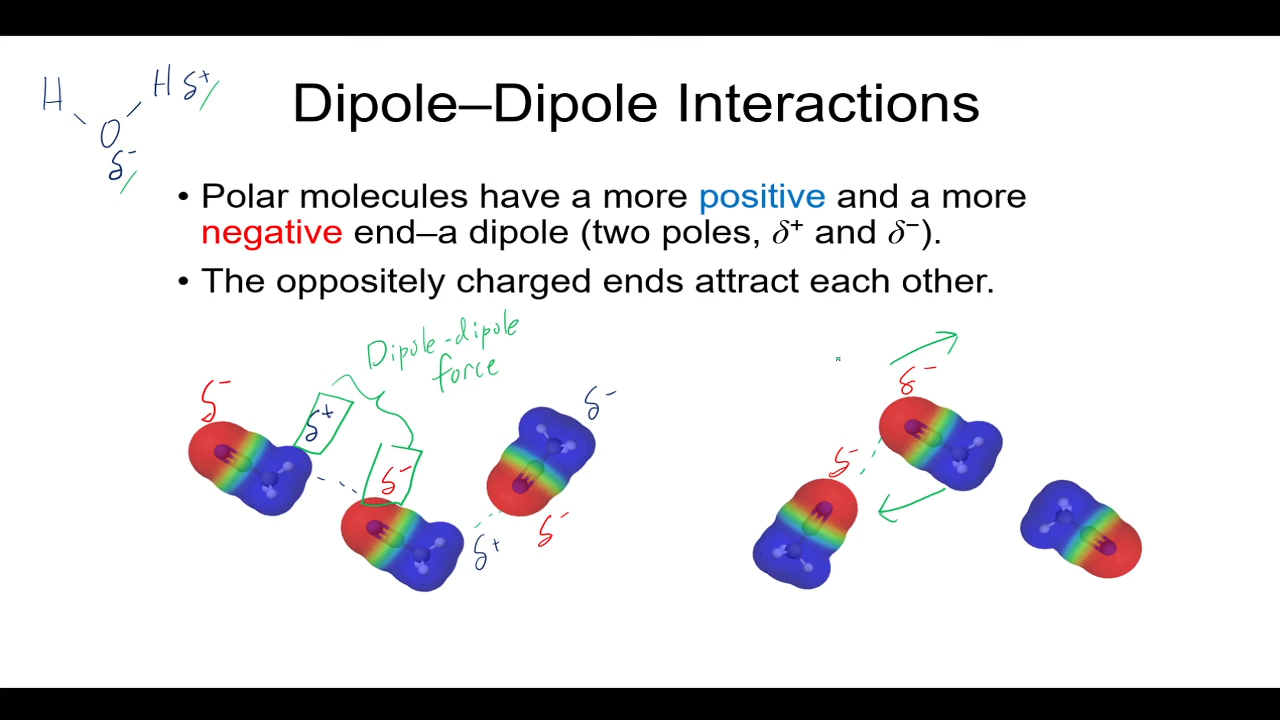 H
H δ⁺
O
δ⁻
Dipole–Dipole Interactions
• Polar molecules have a more positive and a more
negative end–a dipole (two poles, δ⁺ and δ⁻).
• The oppositely charged ends attract each other.
Dipole-dipole
force
δ⁻
δ⁺
δ⁻
δ⁻
δ⁺
δ⁻
δ⁻
δ⁻